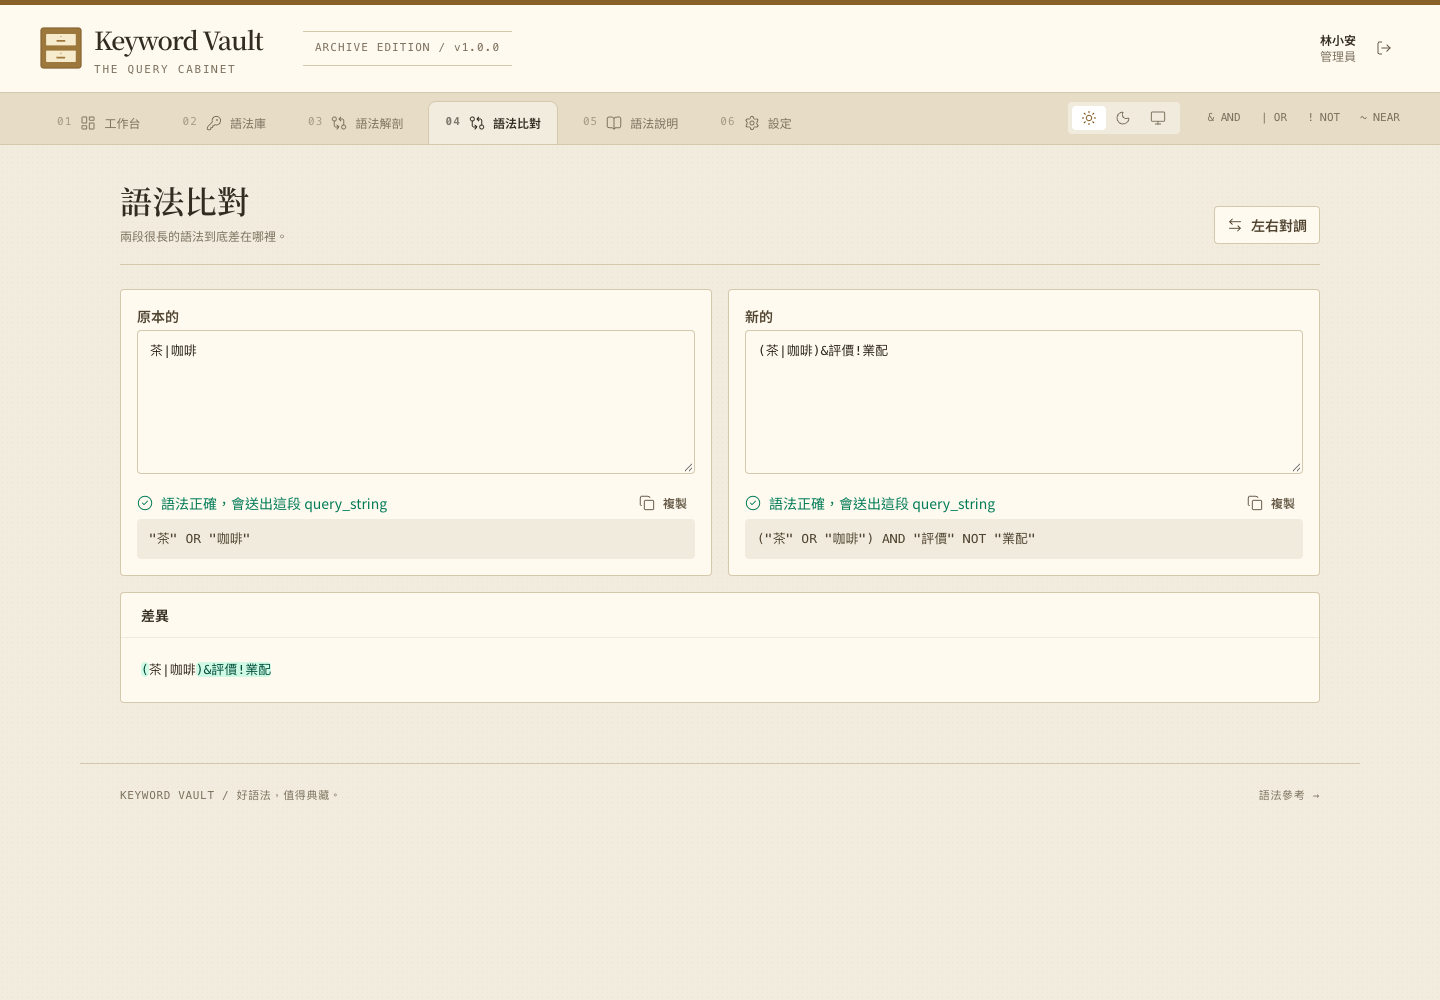 Keyword Vault
THE QUERY CABINET
ARCHIVE EDITION / v1.0.0
林小安
管理員
01 工作台
02 語法庫
03 語法解剖
04 語法比對
05 語法說明
06 設定
& AND | OR ! NOT ~ NEAR
語法比對
兩段很長的語法到底差在哪裡。
左右對調
原本的
茶|咖啡
語法正確，會送出這段 query_string
複製
"茶" OR "咖啡"
新的
(茶|咖啡)&評價!業配
語法正確，會送出這段 query_string
複製
("茶" OR "咖啡") AND "評價" NOT "業配"
差異
(茶|咖啡)&評價!業配
KEYWORD VAULT / 好語法，值得典藏。
語法參考 →